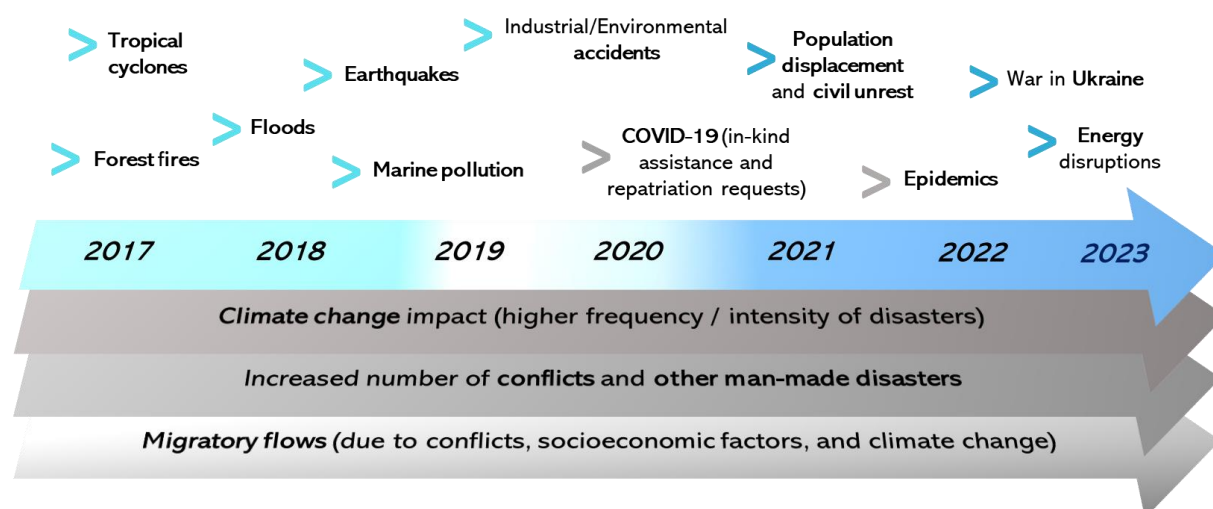 Tropical
cyclones
Forest fires
Floods
Earthquakes
Marine pollution
Industrial/Environmental
accidents
COVID-19 (in-kind
assistance and
repatriation requests)
Population
displacement
and civil unrest
Epidemics
War in Ukraine
Energy
disruptions
2017 2018 2019 2020 2021 2022 2023
Climate change impact (higher frequency / intensity of disasters)
Increased number of conflicts and other man-made disasters
Migratory flows (due to conflicts, socioeconomic factors, and climate change)